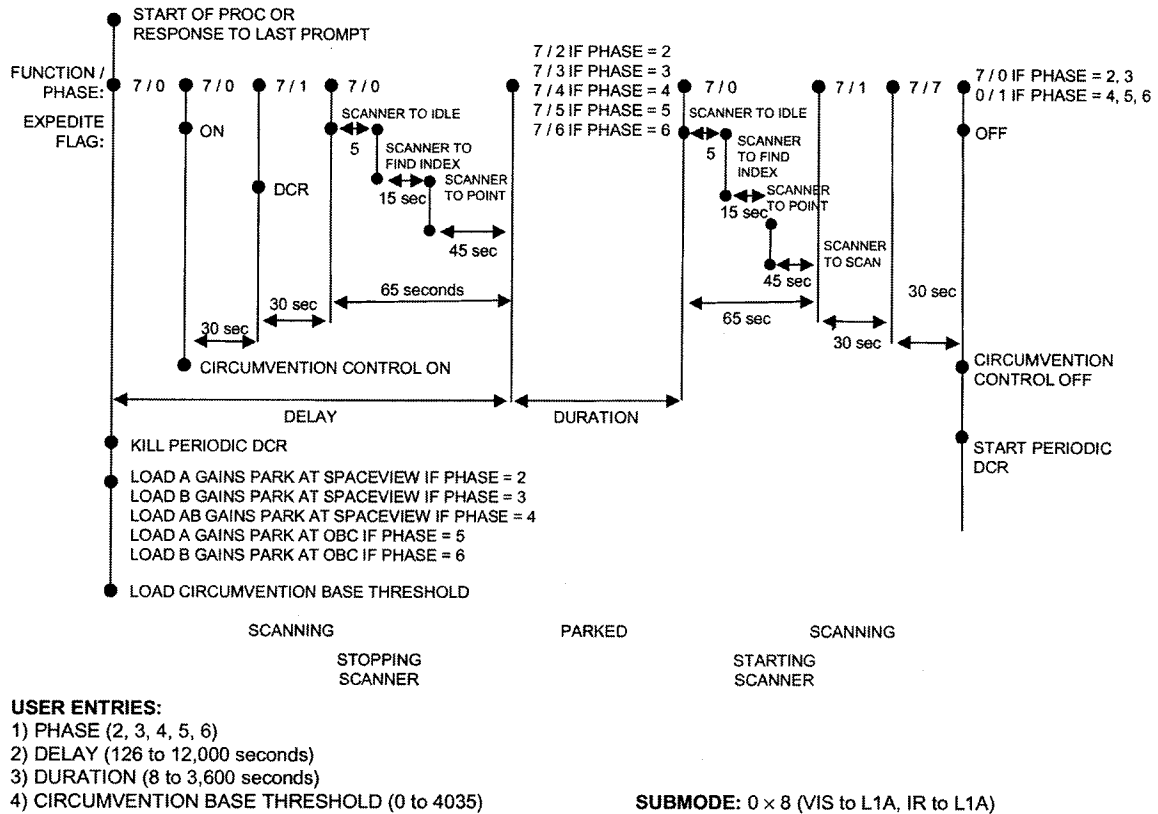 START OF PROC OR
RESPONSE TO LAST PROMPT
FUNCTION /
PHASE:
7 / 0
7 / 0
7 / 1
7 / 0
7 / 2 IF PHASE = 2
7 / 3 IF PHASE = 3
7 / 4 IF PHASE = 4
7 / 5 IF PHASE = 5
7 / 6 IF PHASE = 6
7 / 0
7 / 1
7 / 7
7 / 0 IF PHASE = 2, 3
0 / 1 IF PHASE = 4, 5, 6
EXPEDITE
FLAG:
ON
SCANNER TO IDLE
5
SCANNER TO
FIND INDEX
15 sec
SCANNER
TO POINT
45 sec
DCR
SCANNER TO IDLE
5
SCANNER
TO FIND
INDEX
15 sec
SCANNER
TO POINT
SCANNER
TO SCAN
45 sec
OFF
30 sec
30 sec
65 seconds
65 sec
30 sec
30 sec
CIRCUMVENTION CONTROL ON
CIRCUMVENTION
CONTROL OFF
DELAY
DURATION
KILL PERIODIC DCR
START PERIODIC
DCR
LOAD A GAINS PARK AT SPACEVIEW IF PHASE = 2
LOAD B GAINS PARK AT SPACEVIEW IF PHASE = 3
LOAD AB GAINS PARK AT SPACEVIEW IF PHASE = 4
LOAD A GAINS PARK AT OBC IF PHASE = 5
LOAD B GAINS PARK AT OBC IF PHASE = 6
LOAD CIRCUMVENTION BASE THRESHOLD
SCANNING
PARKED
SCANNING
STOPPING
SCANNER
STARTING
SCANNER
USER ENTRIES:
1) PHASE (2, 3, 4, 5, 6)
2) DELAY (126 to 12,000 seconds)
3) DURATION (8 to 3,600 seconds)
4) CIRCUMVENTION BASE THRESHOLD (0 to 4035)
SUBMODE: 0 × 8 (VIS to L1A, IR to L1A)